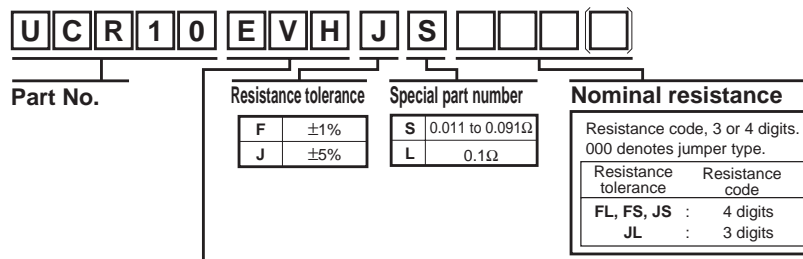 UCR10 EVH J S
Part No.
Resistance tolerance
F ±1%
J ±5%
Special part number
S 0.011 to 0.091Ω
L 0.1Ω
Nominal resistance
Resistance code, 3 or 4 digits.
000 denotes jumper type.
Resistance tolerance Resistance code
FL, FS, JS : 4 digits
JL : 3 digits